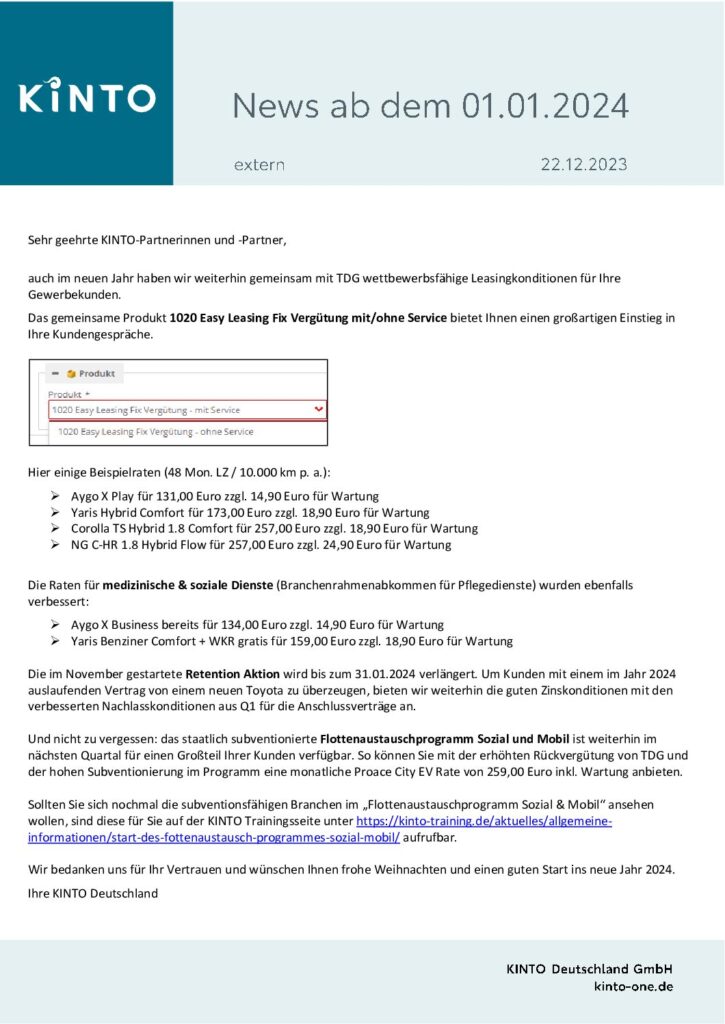 KINTO
News ab dem 01.01.2024
extern 22.12.2023
Sehr geehrte KINTO-Partnerinnen und -Partner,
auch im neuen Jahr haben wir weiterhin gemeinsam mit TDG wettbewerbsfähige Leasingkonditionen für Ihre
Gewerbekunden.
Das gemeinsame Produkt 1020 Easy Leasing Fix Vergütung mit/ohne Service bietet Ihnen einen großartigen Einstieg in
Ihre Kundengespräche.
Produkt
Produkt *
1020 Easy Leasing Fix Vergütung - mit Service
1020 Easy Leasing Fix Vergütung - ohne Service
Hier einige Beispielraten (48 Mon. LZ / 10.000 km p. a.):
➢ Aygo X Play für 131,00 Euro zzgl. 14,90 Euro für Wartung
➢ Yaris Hybrid Comfort für 173,00 Euro zzgl. 18,90 Euro für Wartung
➢ Corolla TS Hybrid 1.8 Comfort für 257,00 Euro zzgl. 18,90 Euro für Wartung
➢ NG C-HR 1.8 Hybrid Flow für 257,00 Euro zzgl. 24,90 Euro für Wartung
Die Raten für medizinische & soziale Dienste (Branchenrahmenabkommen für Pflegedienste) wurden ebenfalls
verbessert:
➢ Aygo X Business bereits für 134,00 Euro zzgl. 14,90 Euro für Wartung
➢ Yaris Benziner Comfort + WKR gratis für 159,00 Euro zzgl. 18,90 Euro für Wartung
Die im November gestartete Retention Aktion wird bis zum 31.01.2024 verlängert. Um Kunden mit einem im Jahr 2024
auslaufenden Vertrag von einem neuen Toyota zu überzeugen, bieten wir weiterhin die guten Zinskonditionen mit den
verbesserten Nachlasskonditionen aus Q1 für die Anschlussverträge an.
Und nicht zu vergessen: das staatlich subventionierte Flottenaustauschprogramm Sozial und Mobil ist weiterhin im
nächsten Quartal für einen Großteil Ihrer Kunden verfügbar. So können Sie mit der erhöhten Rückvergütung von TDG und
der hohen Subventionierung im Programm eine monatliche Proace City EV Rate von 259,00 Euro inkl. Wartung anbieten.
Sollten Sie sich nochmal die subventionsfähigen Branchen im „Flottenaustauschprogramm Sozial & Mobil“ ansehen
wollen, sind diese für Sie auf der KINTO Trainingsseite unter https://kinto-training.de/aktuelles/allgemeine-
informationen/start-des-fottenaustausch-programmes-sozial-mobil/ aufrufbar.
Wir bedanken uns für Ihr Vertrauen und wünschen Ihnen frohe Weihnachten und einen guten Start ins neue Jahr 2024.
Ihre KINTO Deutschland
KINTO Deutschland GmbH
kinto-one.de